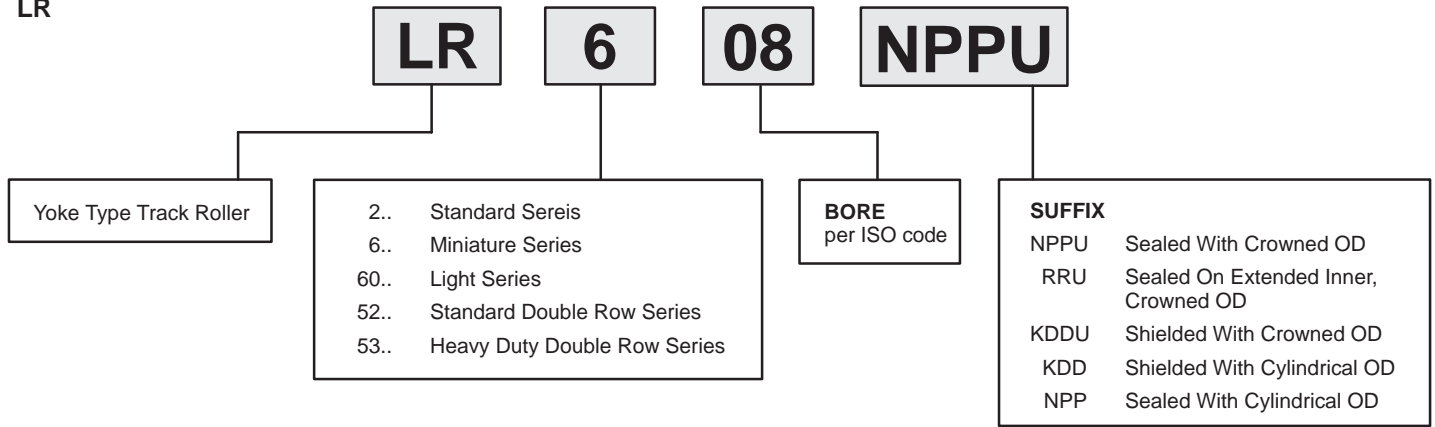 LR
LR 6 08 NPPU
Yoke Type Track Roller
2.. Standard Sereis
6.. Miniature Series
60.. Light Series
52.. Standard Double Row Series
53.. Heavy Duty Double Row Series
BORE
per ISO code
SUFFIX
NPPU Sealed With Crowned OD
RRU Sealed On Extended Inner,
Crowned OD
KDDU Shielded With Crowned OD
KDD Shielded With Cylindrical OD
NPP Sealed With Cylindrical OD